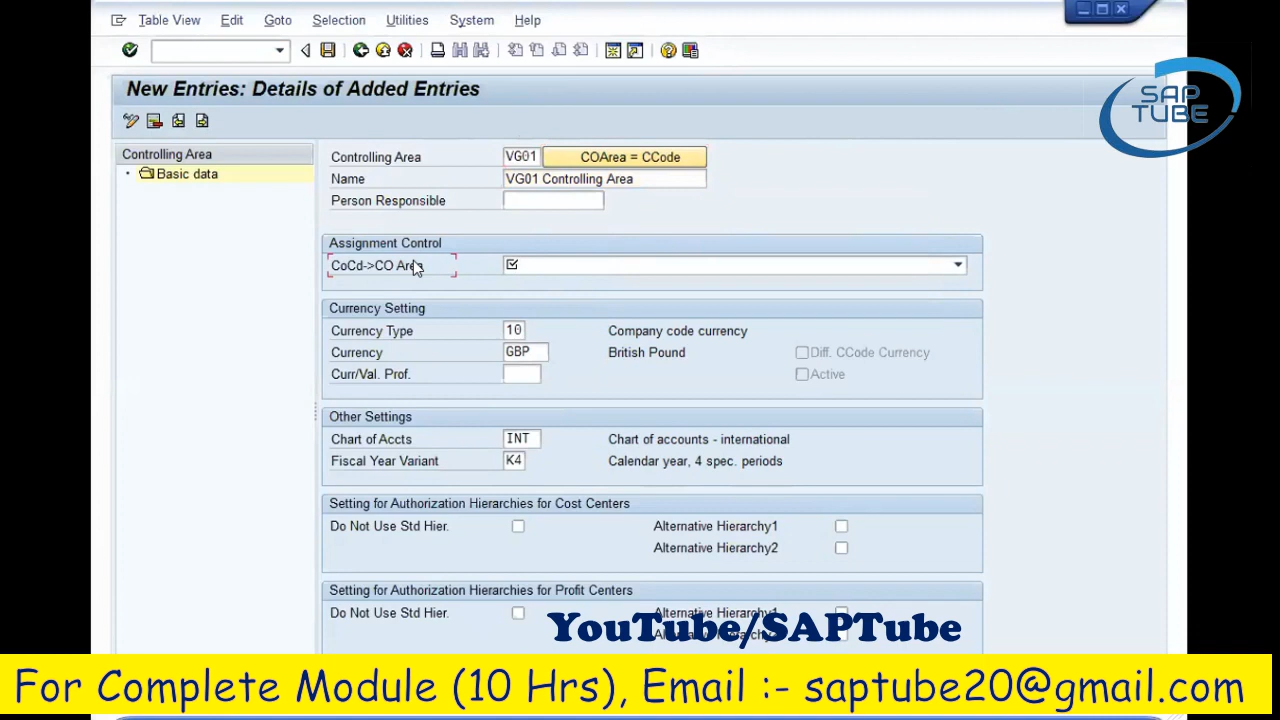 Table View Edit Goto Selection Utilities System Help
New Entries: Details of Added Entries
SAP
TUBE
Controlling Area
Basic data
Controlling Area VG01 COArea = CCode
Name VG01 Controlling Area
Person Responsible
Assignment Control
CoCd->CO Area
Currency Setting
Currency Type 10 Company code currency
Currency GBP British Pound Diff. CCode Currency
Curr/Val. Prof. Active
Other Settings
Chart of Accts INT Chart of accounts - international
Fiscal Year Variant K4 Calendar year, 4 spec. periods
Setting for Authorization Hierarchies for Cost Centers
Do Not Use Std Hier. Alternative Hierarchy1
Alternative Hierarchy2
Setting for Authorization Hierarchies for Profit Centers
Do Not Use Std Hier. Alternative Hierarchy1
YouTube/SAPTube
For Complete Module (10 Hrs), Email :- saptube20@gmail.com